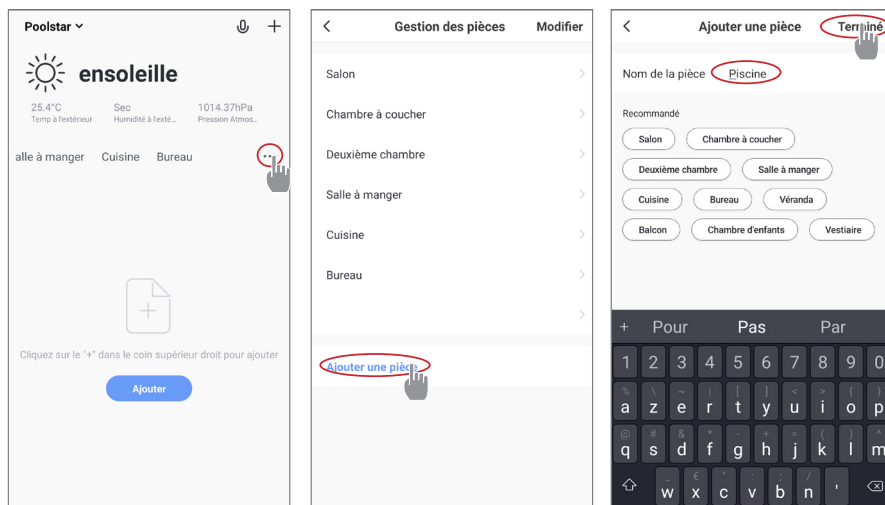 Poolstar
ensoleille
25.4°C Sec 1014.37hPa
Temp à l'extérieur Humidité à l'exté... Pression Atmos...
alle à manger Cuisine Bureau ...
Cliquez sur le "+" dans le coin supérieur droit pour ajouter
Ajouter
Gestion des pièces Modifier
Salon
Chambre à coucher
Deuxième chambre
Salle à manger
Cuisine
Bureau
Ajouter une pièce
Ajouter une pièce Terminé
Nom de la pièce Piscine
Recommandé
Salon Chambre à coucher
Deuxième chambre Salle à manger
Cuisine Bureau Véranda
Balcon Chambre d'enfants Vestiaire
+ Pour Pas Par
1 2 3 4 5 6 7 8 9 0
% \ ~ | [ ] < > { }
a z e r t y u i o p
@ # & * - + = ( ) ^
q s d f g h j k l m
_ € " : ; /
w x c v b n '